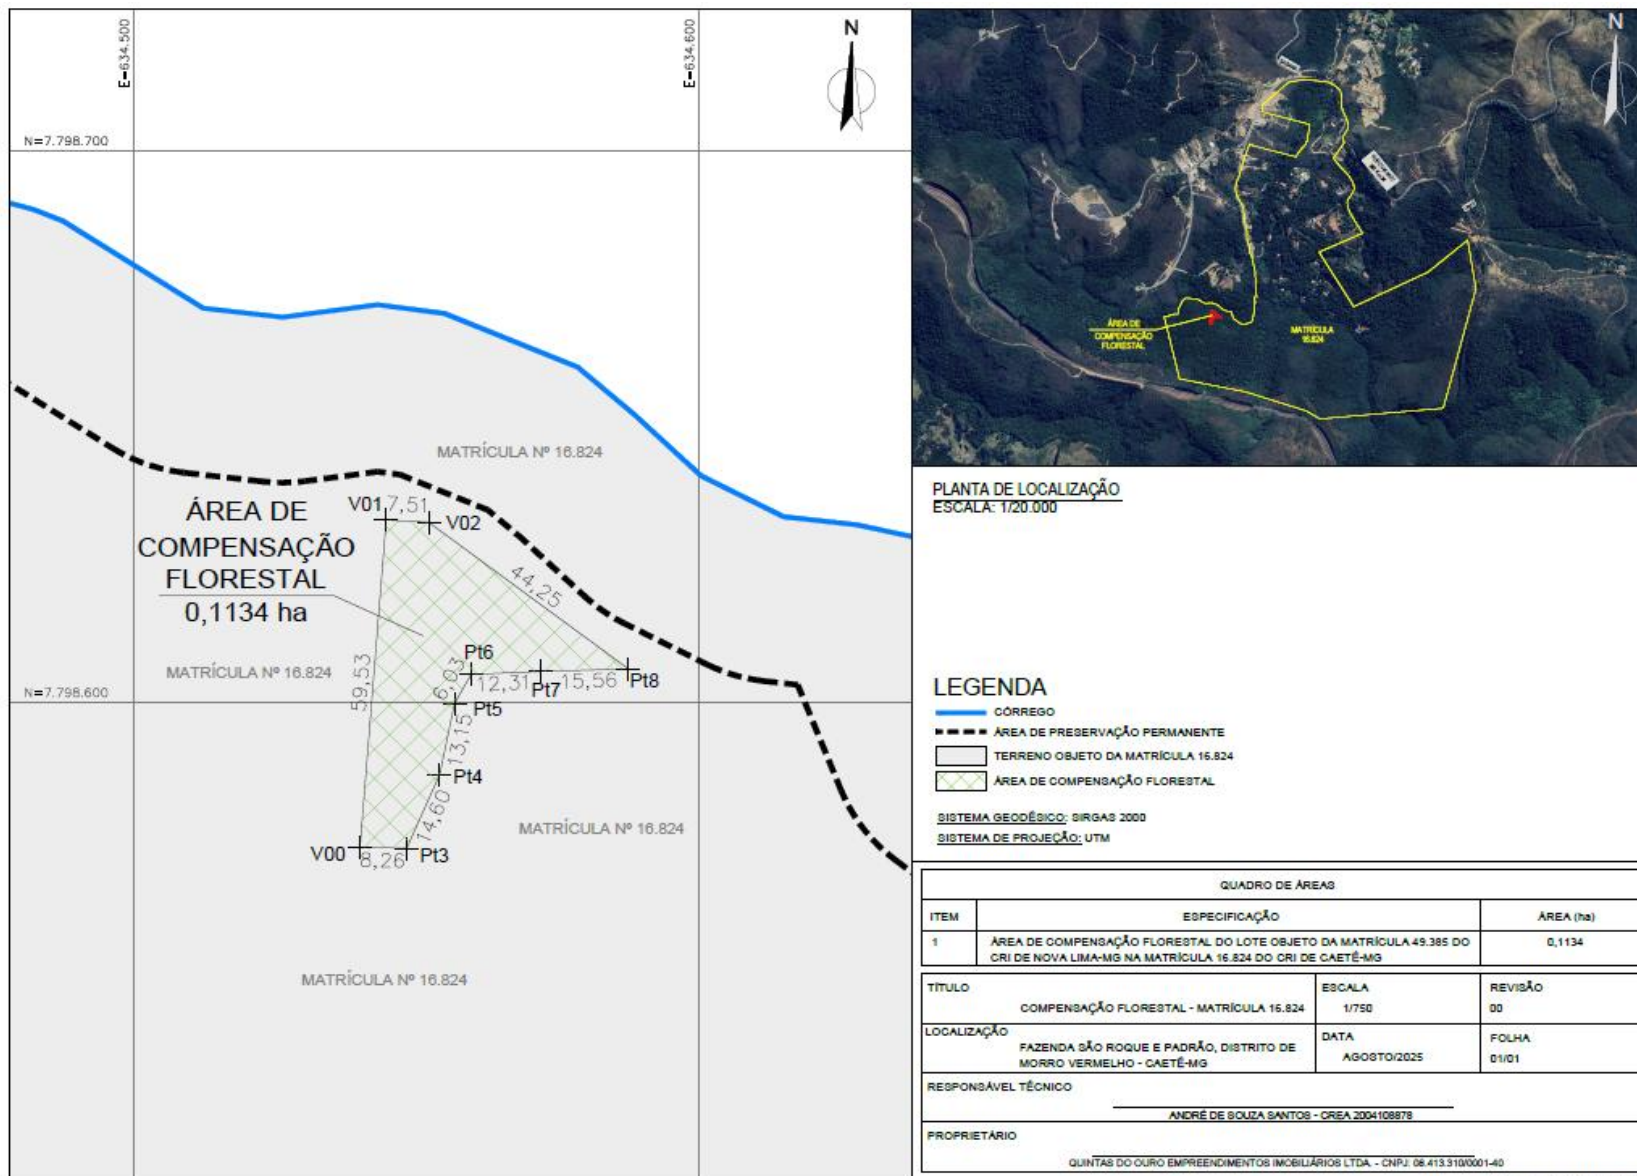 E=634.500
E=634.600
N
N=7.798.700
MATRÍCULA Nº 16.824
ÁREA DE
COMPENSAÇÃO
FLORESTAL
0,1134 ha
V01
7,51
V02
44,25
59,53
MATRÍCULA Nº 16.824
Pt6
6,03
12,31
Pt7
15,56
Pt8
N=7.798.600
Pt5
13,15
Pt4
14,60
MATRÍCULA Nº 16.824
V00
8,26
Pt3
MATRÍCULA Nº 16.824
N
ÁREA DE
COMPENSAÇÃO
FLORESTAL
MATRÍCULA
16.824
PLANTA DE LOCALIZAÇÃO
ESCALA: 1/20.000
LEGENDA
CÓRREGO
ÁREA DE PRESERVAÇÃO PERMANENTE
TERRENO OBJETO DA MATRÍCULA 16.824
ÁREA DE COMPENSAÇÃO FLORESTAL
SISTEMA GEODÉSICO: SIRGAS 2000
SISTEMA DE PROJEÇÃO: UTM
QUADRO DE ÁREAS
ITEM ESPECIFICAÇÃO ÁREA (ha)
1 ÁREA DE COMPENSAÇÃO FLORESTAL DO LOTE OBJETO DA MATRÍCULA 49.385 DO 0,1134
CRI DE NOVA LIMA-MG NA MATRÍCULA 16.824 DO CRI DE CAETÉ-MG
TÍTULO ESCALA REVISÃO
COMPENSAÇÃO FLORESTAL - MATRÍCULA 16.824 1/750 00
LOCALIZAÇÃO DATA FOLHA
FAZENDA SÃO ROQUE E PADRÃO, DISTRITO DE AGOSTO/2025 01/01
MORRO VERMELHO - CAETÉ-MG
RESPONSÁVEL TÉCNICO
ANDRÉ DE SOUZA SANTOS - CREA 2004108878
PROPRIETÁRIO
QUINTAS DO OURO EMPREENDIMENTOS IMOBILIÁRIOS LTDA. - CNPJ: 08.413.310/0001-40